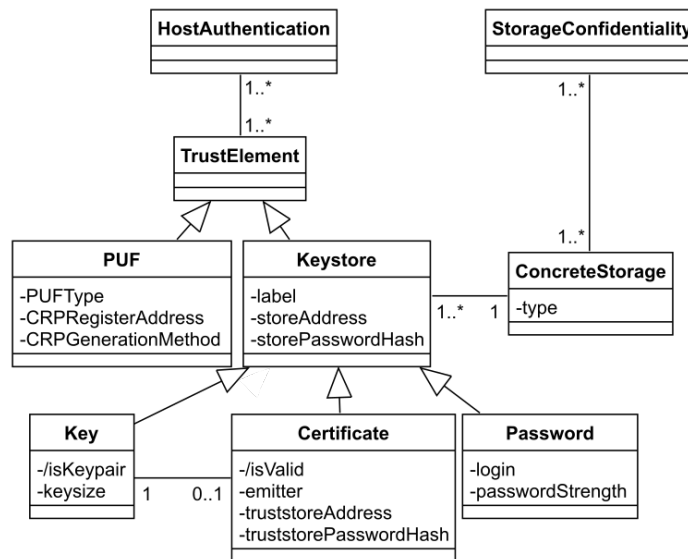 HostAuthentication
StorageConfidentiality
1..*
1..*
1..*
TrustElement
1..*
PUF
-PUFType
-CRPRegisterAddress
-CRPGenerationMethod
Keystore
-label
-storeAddress
-storePasswordHash
1..*
1
ConcreteStorage
-type
Key
-/isKeypair
-keysize
1
0..1
Certificate
-/isValid
-emitter
-truststoreAddress
-truststorePasswordHash
Password
-login
-passwordStrength